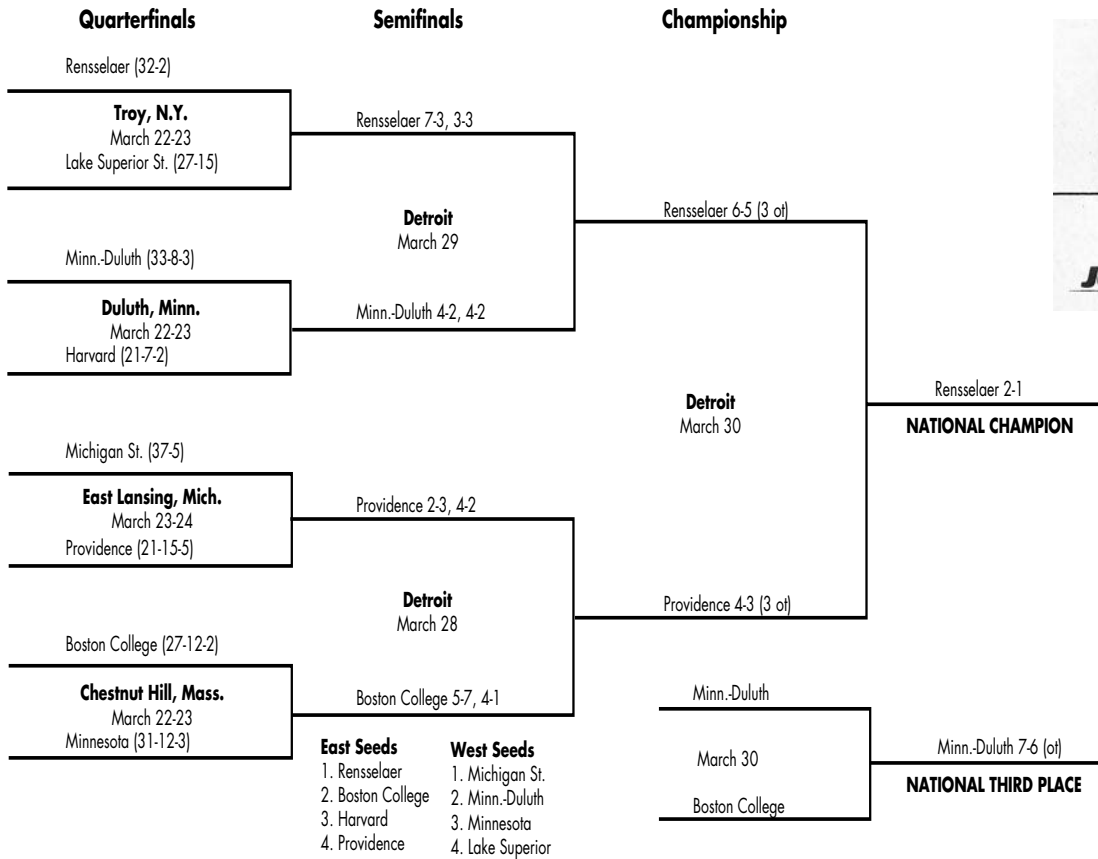 Quarterfinals
Semifinals
Championship
Rensselaer (32-2)
Troy, N.Y.
March 22-23
Lake Superior St. (27-15)
Minn.-Duluth (33-8-3)
Duluth, Minn.
March 22-23
Harvard (21-7-2)
Michigan St. (37-5)
East Lansing, Mich.
March 23-24
Providence (21-15-5)
Boston College (27-12-2)
Chestnut Hill, Mass.
March 22-23
Minnesota (31-12-3)
Rensselaer 7-3, 3-3
Detroit
March 29
Minn.-Duluth 4-2, 4-2
Providence 2-3, 4-2
Detroit
March 28
Boston College 5-7, 4-1
East Seeds
1. Rensselaer
2. Boston College
3. Harvard
4. Providence
West Seeds
1. Michigan St.
2. Minn.-Duluth
3. Minnesota
4. Lake Superior
Rensselaer 6-5 (3 ot)
Detroit
March 30
Providence 4-3 (3 ot)
Rensselaer 2-1
NATIONAL CHAMPION
Minn.-Duluth
March 30
Boston College
Minn.-Duluth 7-6 (ot)
NATIONAL THIRD PLACE